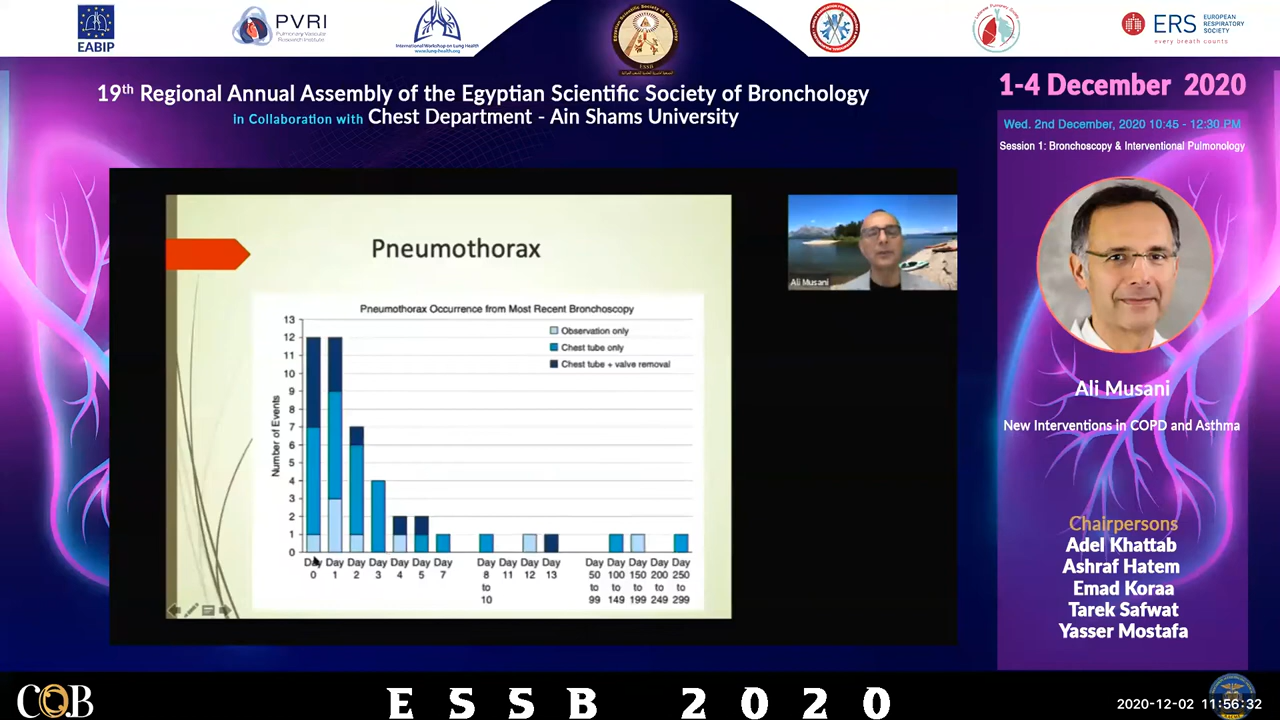 EABIP
PVRI
Pulmonary Vascular
Research Institute
International Workshop on Lung Health
www.lung-health.org
ESSB
ERS
EUROPEAN
RESPIRATORY
SOCIETY
every breath counts
19th Regional Annual Assembly of the Egyptian Scientific Society of Bronchology
in Collaboration with Chest Department - Ain Shams University
1-4 December 2020
Wed. 2nd December, 2020 10:45 - 12:30 PM
Session 1: Bronchoscopy & Interventional Pulmonology
Pneumothorax
Pneumothorax Occurrence from Most Recent Bronchoscopy
Observation only
Chest tube only
Chest tube + valve removal
Number of Events
13
12
11
10
9
8
7
6
5
4
3
2
1
0
Day 0
Day 1
Day 2
Day 3
Day 4
Day 5
Day 7
Day 8 to 10
Day 11
Day 12
Day 13
Day 50 to 99
Day 100 to 149
Day 150 to 199
Day 200 to 249
Day 250 to 299
Ali Musani
Ali Musani
New Interventions in COPD and Asthma
Chairpersons
Adel Khattab
Ashraf Hatem
Emad Koraa
Tarek Safwat
Yasser Mostafa
COB
ESSB 2020
2020-12-02 11:56:32